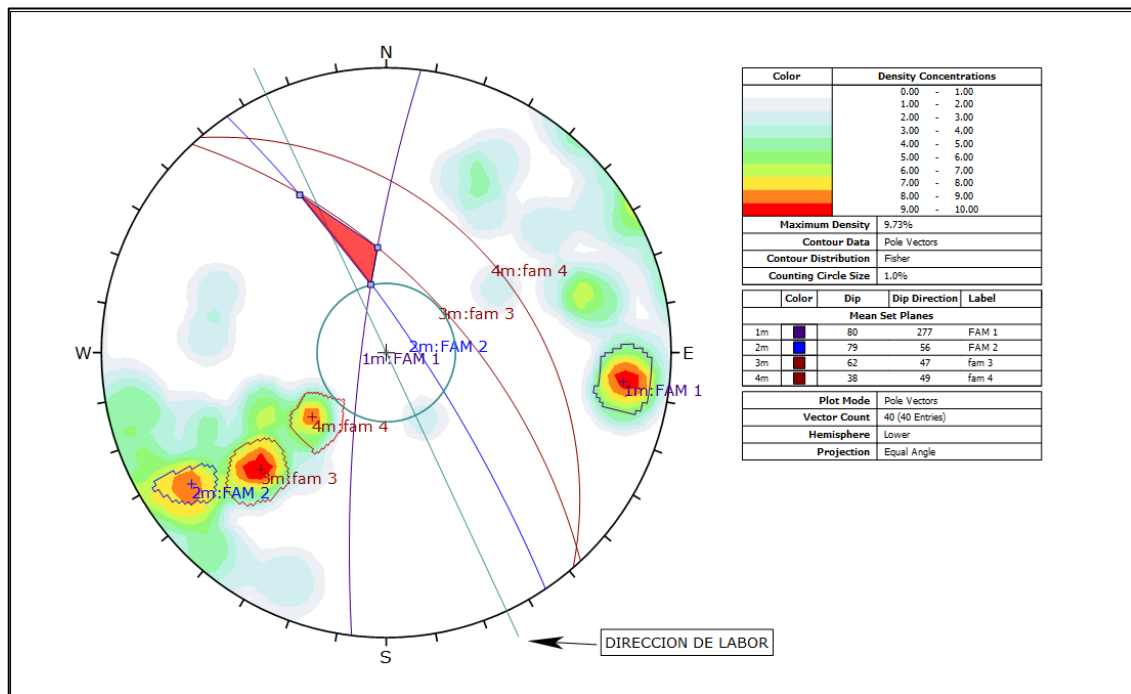 N
W
E
S
4m:fam 4
3m:fam 3
2m:FAM 2
1m:FAM 1
1m:FAM 1
4m:fam 4
3m:fam 3
2m:FAM 2
DIRECCION DE LABOR
Color Density Concentrations
0.00 - 1.00
1.00 - 2.00
2.00 - 3.00
3.00 - 4.00
4.00 - 5.00
5.00 - 6.00
6.00 - 7.00
7.00 - 8.00
8.00 - 9.00
9.00 - 10.00
Maximum Density 9.73%
Contour Data Pole Vectors
Contour Distribution Fisher
Counting Circle Size 1.0%
Color Dip Dip Direction Label
Mean Set Planes
1m 80 277 FAM 1
2m 79 56 FAM 2
3m 62 47 fam 3
4m 38 49 fam 4
Plot Mode Pole Vectors
Vector Count 40 (40 Entries)
Hemisphere Lower
Projection Equal Angle